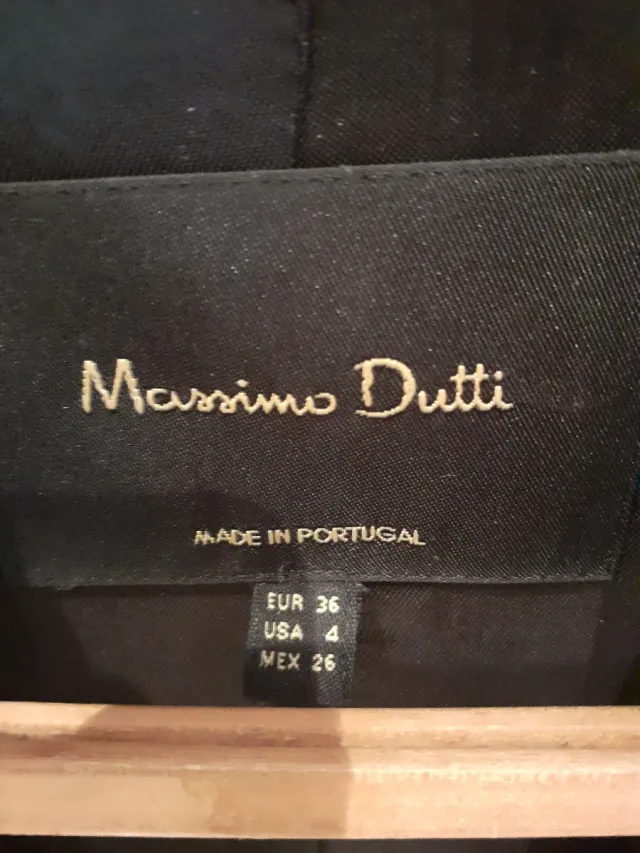 Massimo Dutti
MADE IN PORTUGAL
EUR 36
USA 4
MEX 26